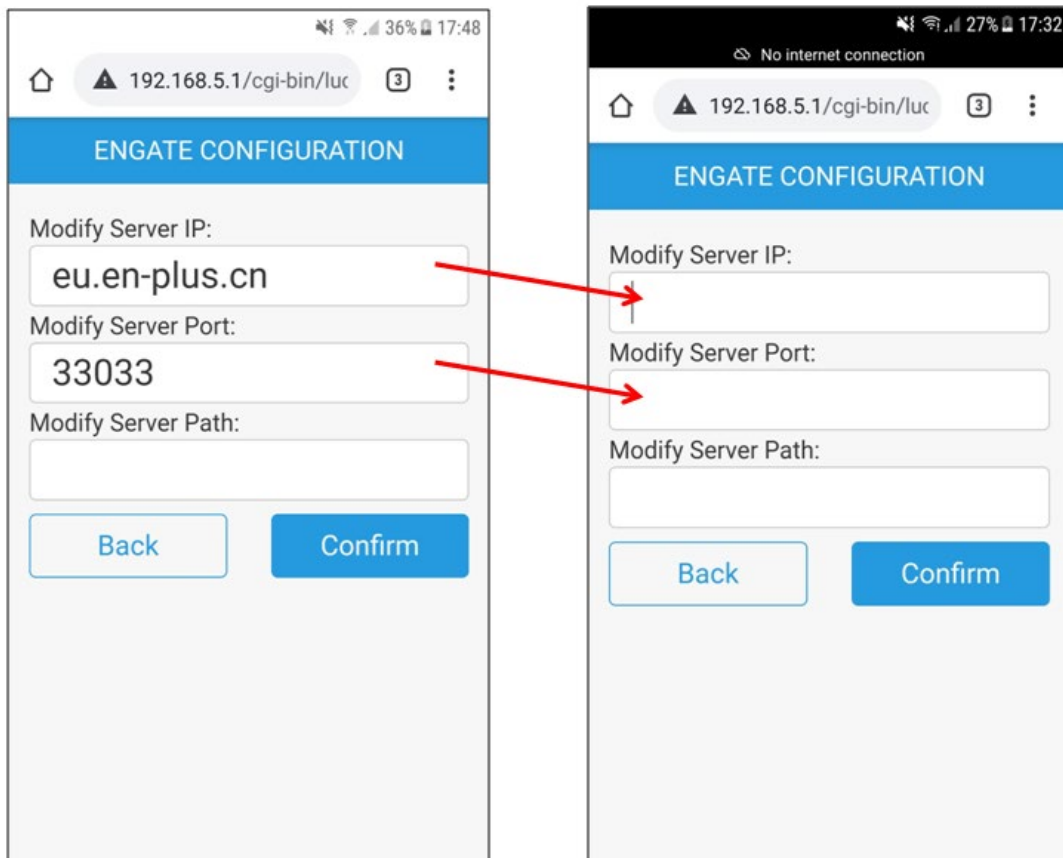 36% 17:48
192.168.5.1/cgi-bin/luc 3
ENGATE CONFIGURATION
Modify Server IP:
eu.en-plus.cn
Modify Server Port:
33033
Modify Server Path:
Back Confirm
27% 17:32
No internet connection
192.168.5.1/cgi-bin/luc 3
ENGATE CONFIGURATION
Modify Server IP:
Modify Server Port:
Modify Server Path:
Back Confirm